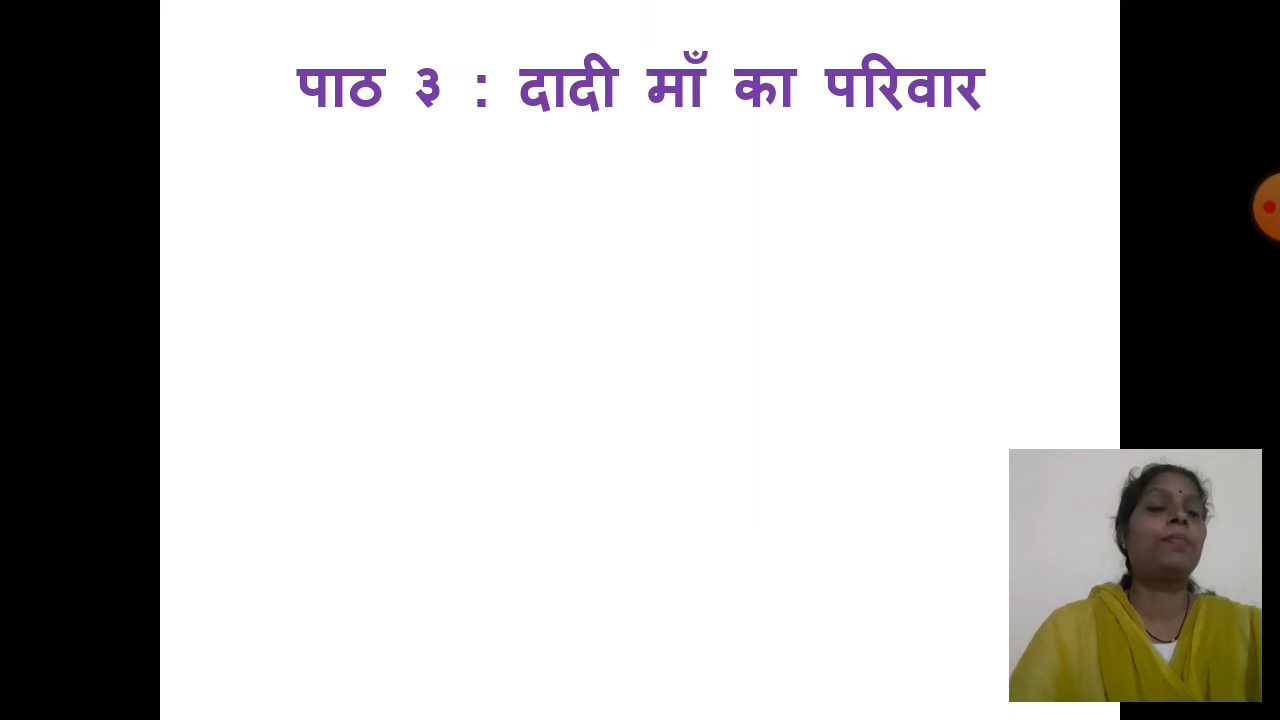 पाठ ३ : दादी माँ का परिवार